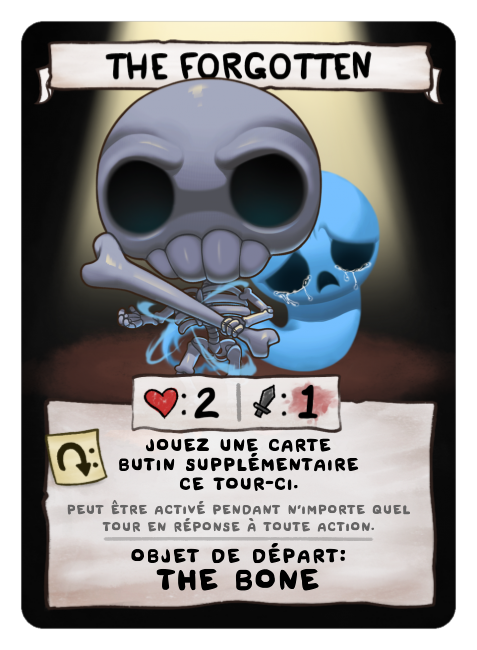 THE FORGOTTEN
:2 | :1
JOUEZ UNE CARTE
BUTIN SUPPLÉMENTAIRE
CE TOUR-CI.
PEUT ÊTRE ACTIVÉ PENDANT N'IMPORTE QUEL
TOUR EN RÉPONSE À TOUTE ACTION.
OBJET DE DÉPART:
THE BONE